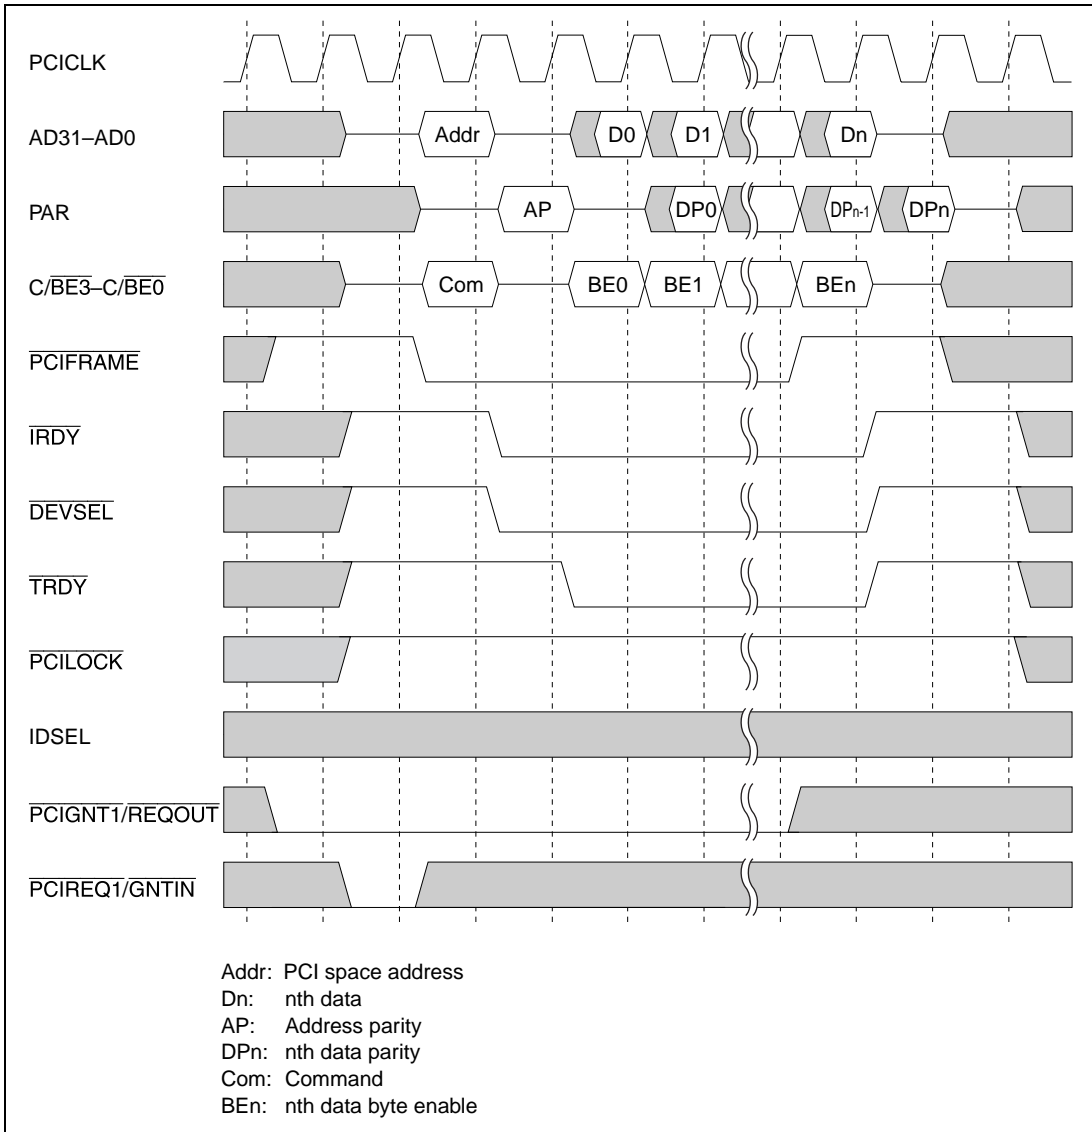 PCICLK
AD31–AD0 Addr D0 D1 Dn
PAR AP DP0 DPn-1 DPn
C/BE3–C/BE0 Com BE0 BE1 BEn
PCIFRAME
IRDY
DEVSEL
TRDY
PCILOCK
IDSEL
PCIGNT1/REQOUT
PCIREQ1/GNTIN
Addr: PCI space address
Dn: nth data
AP: Address parity
DPn: nth data parity
Com: Command
BEn: nth data byte enable